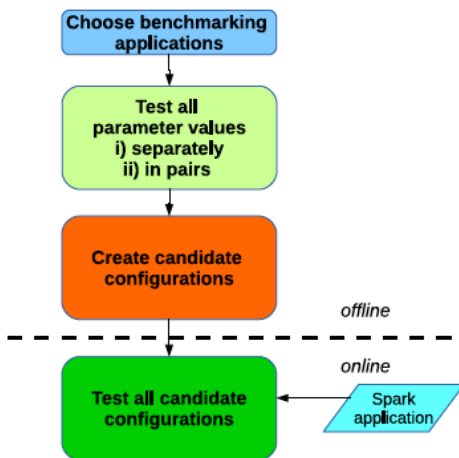 Choose benchmarking
applications
Test all
parameter values
i) separately
ii) in pairs
Create candidate
configurations
offline
online
Test all candidate
configurations
Spark
application